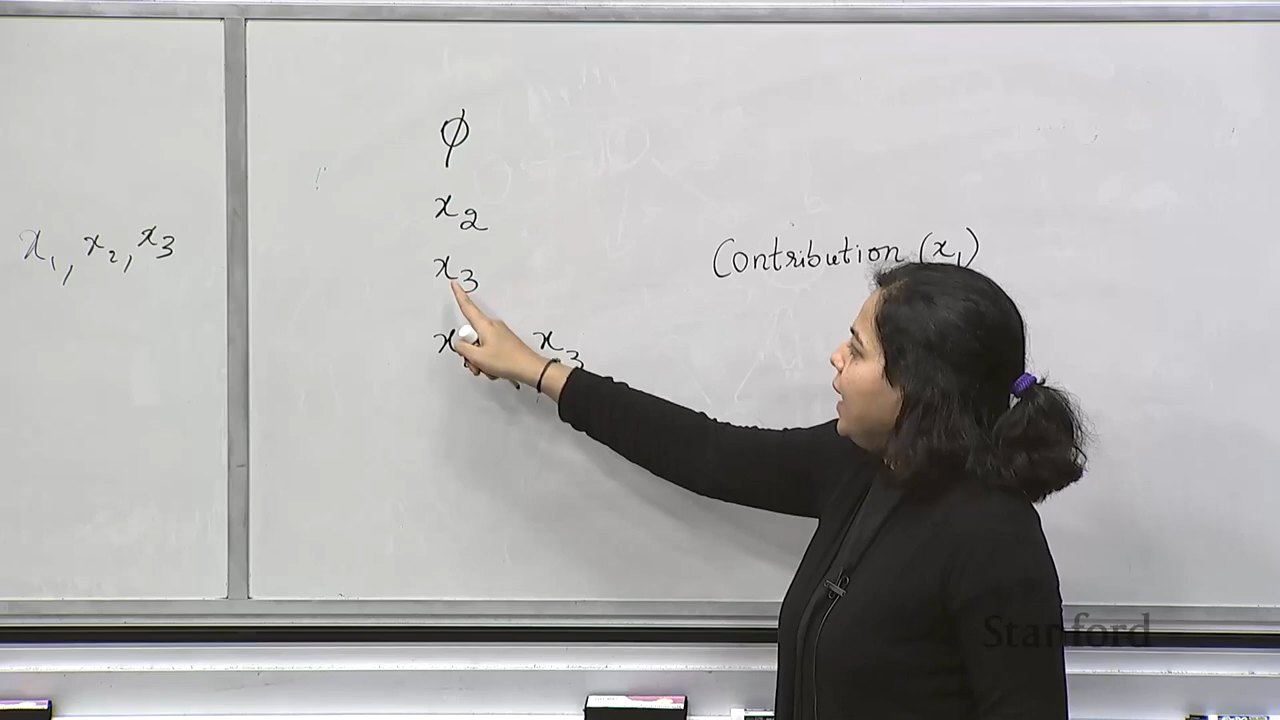 x₁, x₂, x₃
ϕ
x₂
x₃
x x₃
Contribution (x₁)
Stanford